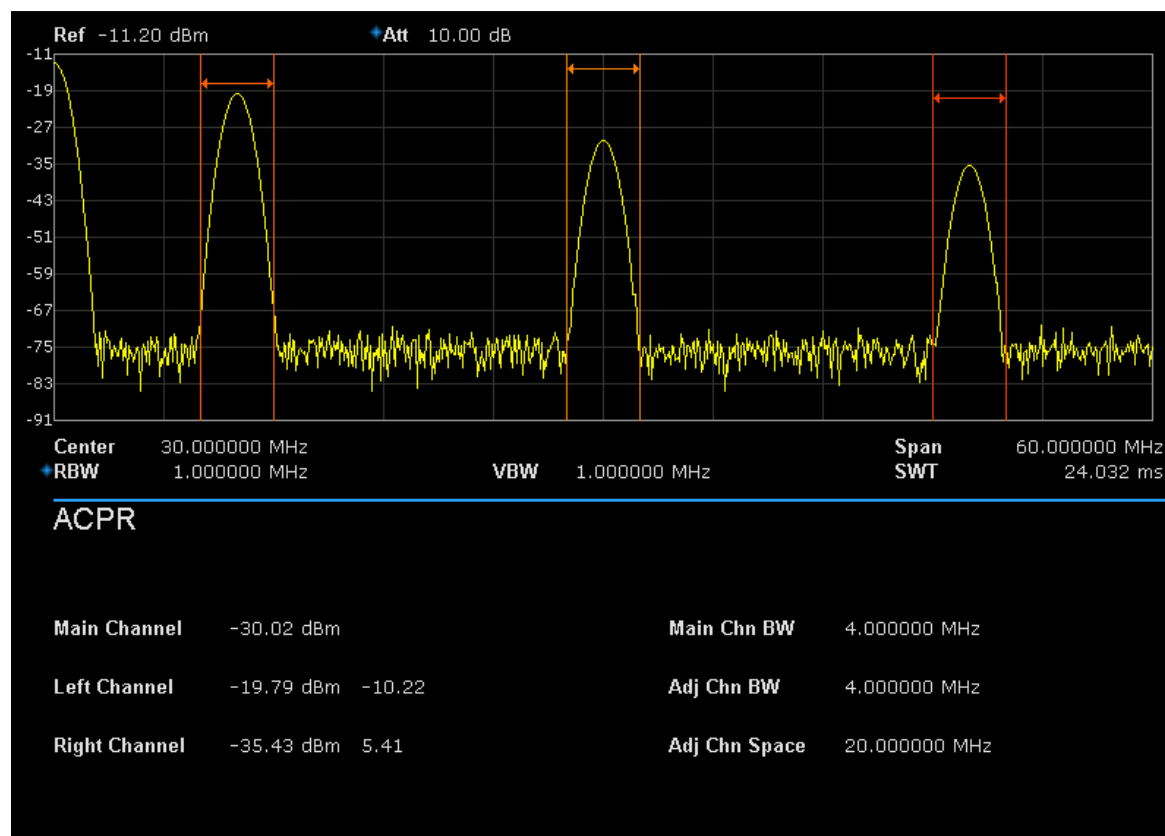 Ref -11.20 dBm Att 10.00 dB
-11
-19
-27
-35
-43
-51
-59
-67
-75
-83
-91
Center 30.000000 MHz Span 60.000000 MHz
RBW 1.000000 MHz VBW 1.000000 MHz SWT 24.032 ms
ACPR
Main Channel -30.02 dBm Main Chn BW 4.000000 MHz
Left Channel -19.79 dBm -10.22 Adj Chn BW 4.000000 MHz
Right Channel -35.43 dBm 5.41 Adj Chn Space 20.000000 MHz